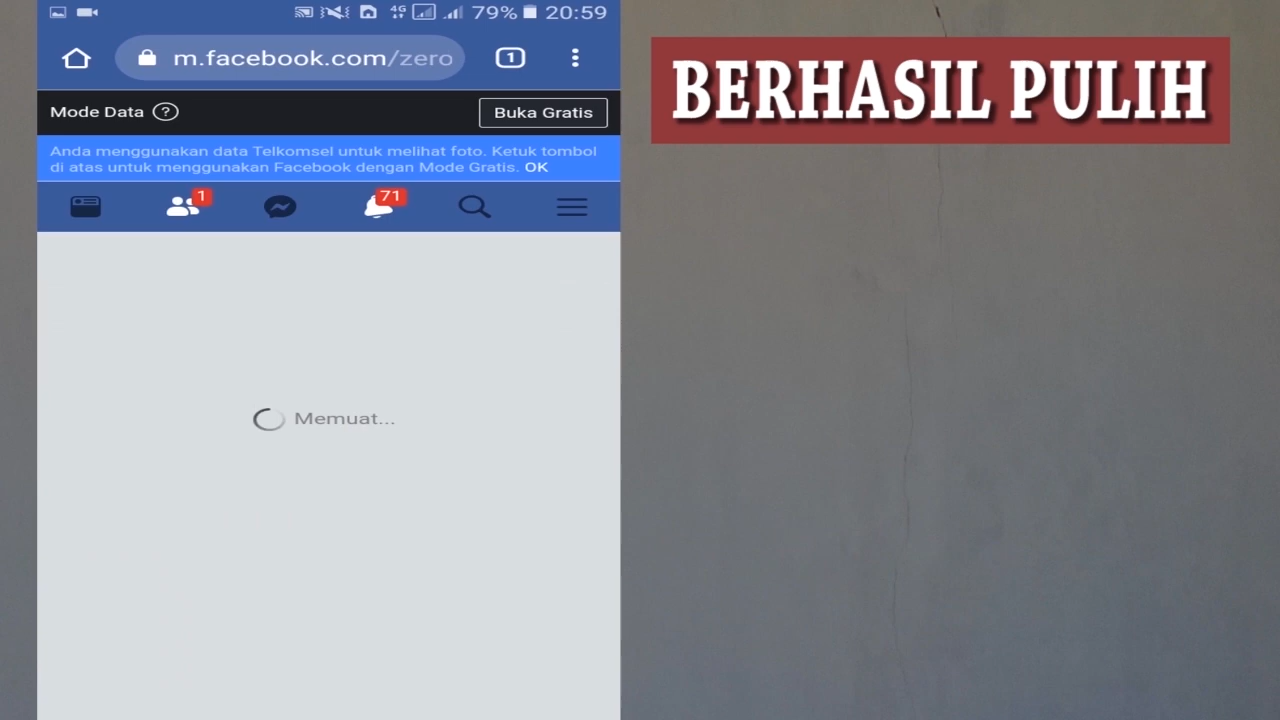 4G 79% 20:59
m.facebook.com/zero
1
Mode Data ?
Buka Gratis
Anda menggunakan data Telkomsel untuk melihat foto. Ketuk tombol
di atas untuk menggunakan Facebook dengan Mode Gratis. OK
1
71
Memuat...
BERHASIL PULIH